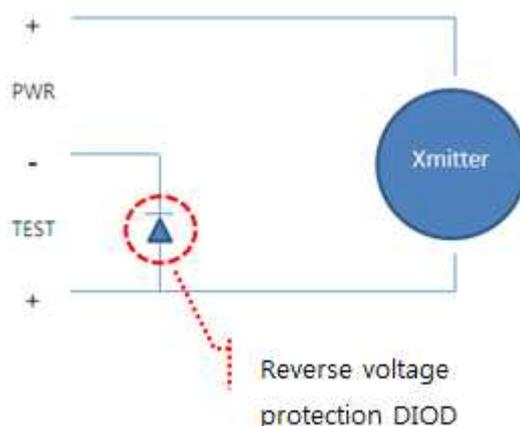 +
PWR
Xmitter
-
TEST
+
Reverse voltage
protection DIOD